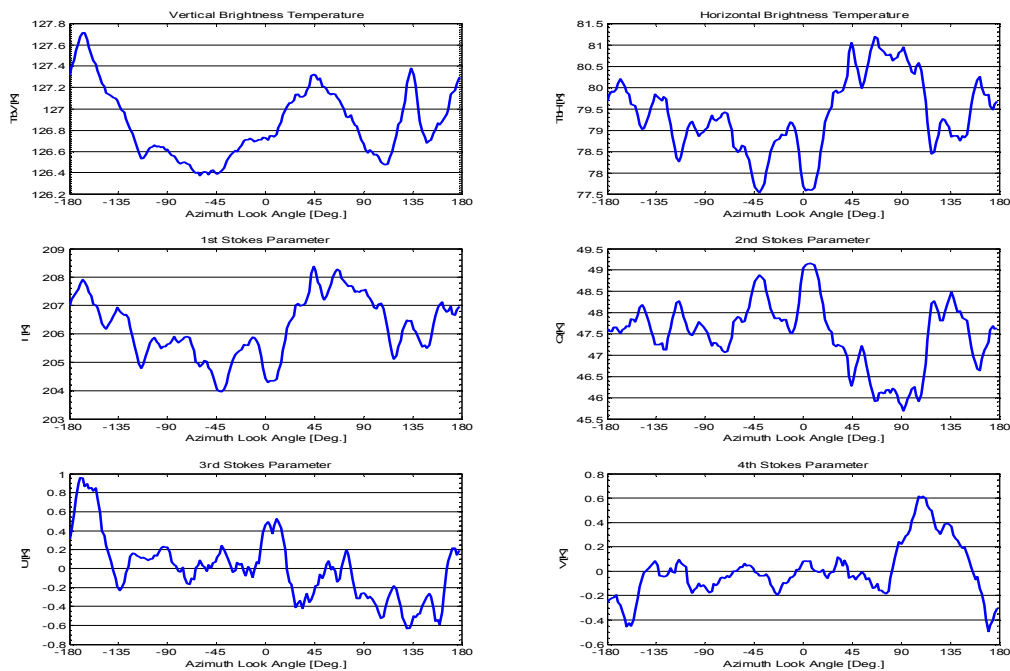 Vertical Brightness Temperature
127.8
127.6
127.4
127.2
127
126.8
126.6
126.4
126.2
TBV[K]
-180 -135 -90 -45 0 45 90 135 180
Azimuth Look Angle [Deg.]
Horizontal Brightness Temperature
81.5
81
80.5
80
79.5
79
78.5
78
77.5
TBH[K]
-180 -135 -90 -45 0 45 90 135 180
Azimuth Look Angle [Deg.]
1st Stokes Parameter
209
208
207
206
205
204
203
I [K]
-180 -135 -90 -45 0 45 90 135 180
Azimuth Look Angle [Deg.]
2nd Stokes Parameter
49.5
49
48.5
48
47.5
47
46.5
46
45.5
Q[K]
-180 -135 -90 -45 0 45 90 135 180
Azimuth Look Angle [Deg.]
3rd Stokes Parameter
1
0.8
0.6
0.4
0.2
0
-0.2
-0.4
-0.6
-0.8
U[K]
-180 -135 -90 -45 0 45 90 135 180
Azimuth Look Angle [Deg.]
4th Stokes Parameter
0.8
0.6
0.4
0.2
0
-0.2
-0.4
-0.6
V[K]
-180 -135 -90 -45 0 45 90 135 180
Azimuth Look Angle [Deg.]